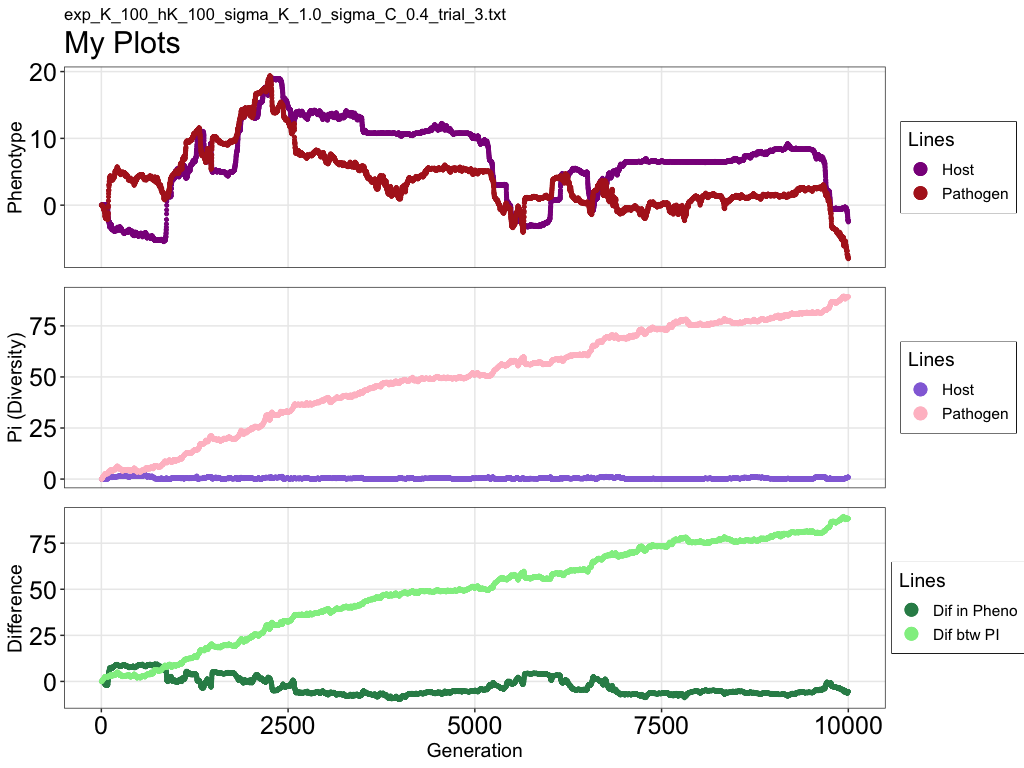 exp_K_100_hK_100_sigma_K_1.0_sigma_C_0.4_trial_3.txt
My Plots
20
10
0
Phenotype
Lines
Host
Pathogen
75
50
25
0
Pi (Diversity)
Lines
Host
Pathogen
75
50
25
0
Difference
Lines
Dif in Pheno
Dif btw PI
0 2500 5000 7500 10000
Generation